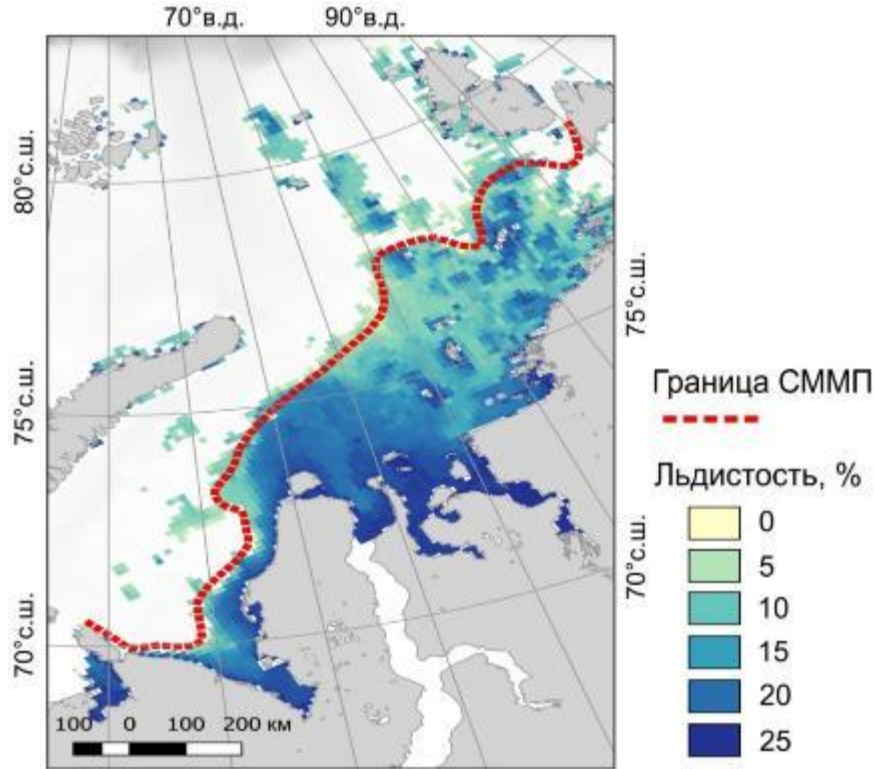 70°в.д. 90°в.д.
80°с.ш.
75°с.ш.
70°с.ш.
75°с.ш.
70°с.ш.
Граница СММП
Льдистость, %
0
5
10
15
20
25
100 0 100 200 км